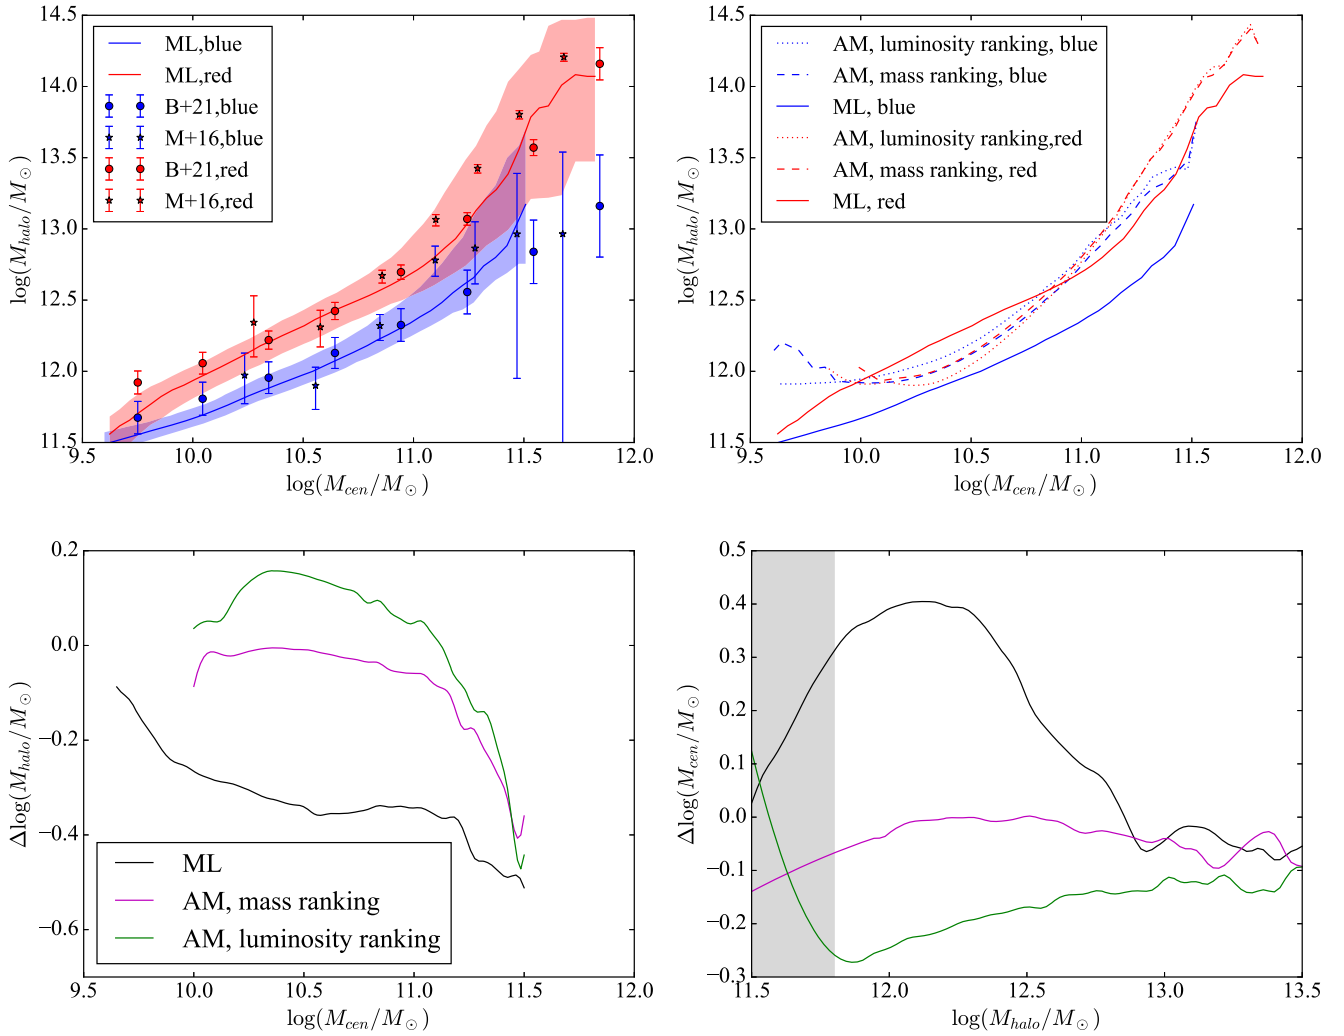 14.5
14.0
13.5
13.0
12.5
12.0
11.5
log(M_halo/M_⊙)
ML,blue
ML,red
B+21,blue
M+16,blue
B+21,red
M+16,red
9.5 10.0 10.5 11.0 11.5 12.0
log(M_cen/M_⊙)
14.5
14.0
13.5
13.0
12.5
12.0
11.5
log(M_halo/M_⊙)
AM, luminosity ranking, blue
AM, mass ranking, blue
ML, blue
AM, luminosity ranking,red
AM, mass ranking, red
ML, red
9.5 10.0 10.5 11.0 11.5 12.0
log(M_cen/M_⊙)
0.2
0.0
−0.2
−0.4
−0.6
Δlog(M_halo/M_⊙)
ML
AM, mass ranking
AM, luminosity ranking
9.5 10.0 10.5 11.0 11.5 12.0
log(M_cen/M_⊙)
0.5
0.4
0.3
0.2
0.1
0.0
−0.1
−0.2
−0.3
Δlog(M_cen/M_⊙)
11.5 12.0 12.5 13.0 13.5
log(M_halo/M_⊙)